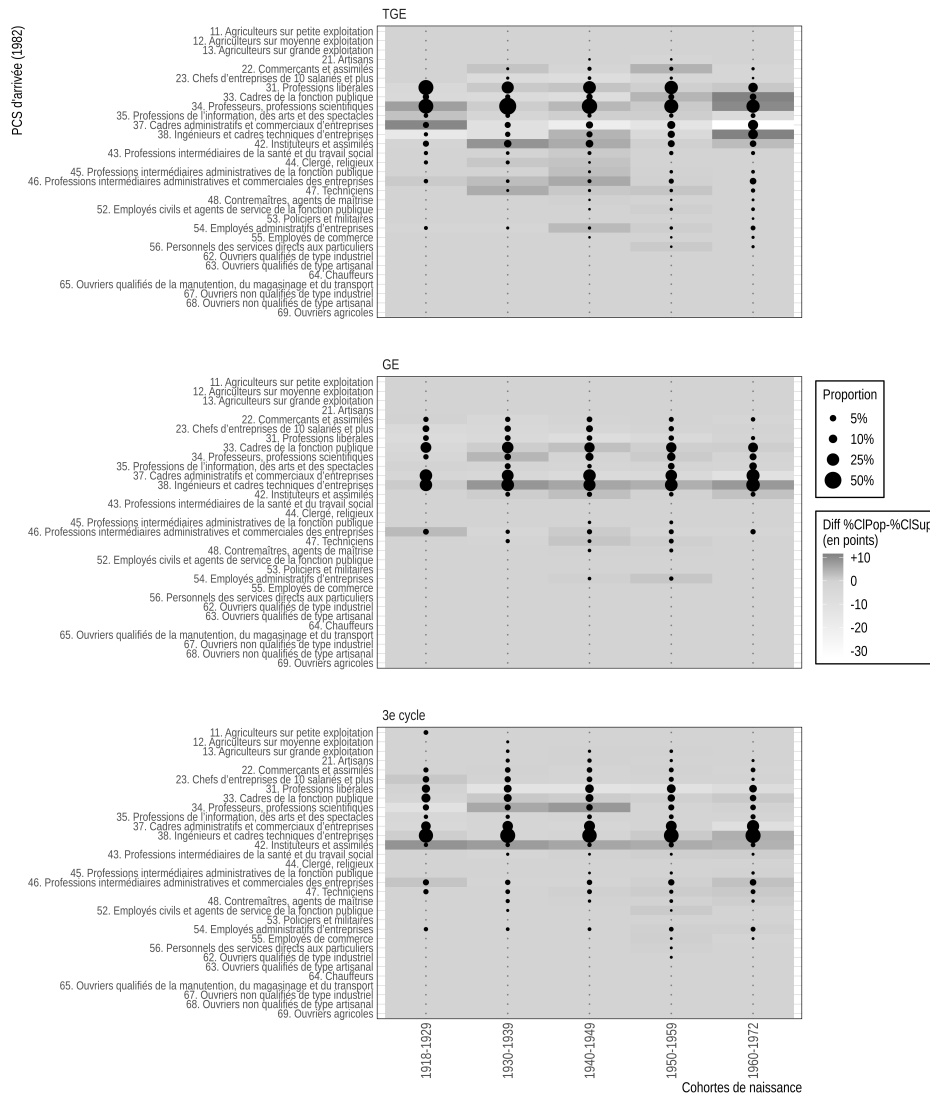 PCS d'arrivée (1982)
TGE
11. Agriculteurs sur petite exploitation
12. Agriculteurs sur moyenne exploitation
13. Agriculteurs sur grande exploitation
21. Artisans
22. Commerçants et assimilés
23. Chefs d'entreprises de 10 salariés et plus
31. Professions libérales
33. Cadres de la fonction publique
34. Professeurs, professions scientifiques
35. Professions de l'information, des arts et des spectacles
37. Cadres administratifs et commerciaux d'entreprises
38. Ingénieurs et cadres techniques d'entreprises
42. Instituteurs et assimilés
43. Professions intermédiaires de la santé et du travail social
44. Clergé, religieux
45. Professions intermédiaires administratives de la fonction publique
46. Professions intermédiaires administratives et commerciales des entreprises
47. Techniciens
48. Contremaîtres, agents de maîtrise
52. Employés civils et agents de service de la fonction publique
53. Policiers et militaires
54. Employés administratifs d'entreprises
55. Employés de commerce
56. Personnels des services directs aux particuliers
62. Ouvriers qualifiés de type industriel
63. Ouvriers qualifiés de type artisanal
64. Chauffeurs
65. Ouvriers qualifiés de la manutention, du magasinage et du transport
67. Ouvriers non qualifiés de type industriel
68. Ouvriers non qualifiés de type artisanal
69. Ouvriers agricoles
GE
11. Agriculteurs sur petite exploitation
12. Agriculteurs sur moyenne exploitation
13. Agriculteurs sur grande exploitation
21. Artisans
22. Commerçants et assimilés
23. Chefs d'entreprises de 10 salariés et plus
31. Professions libérales
33. Cadres de la fonction publique
34. Professeurs, professions scientifiques
35. Professions de l'information, des arts et des spectacles
37. Cadres administratifs et commerciaux d'entreprises
38. Ingénieurs et cadres techniques d'entreprises
42. Instituteurs et assimilés
43. Professions intermédiaires de la santé et du travail social
44. Clergé, religieux
45. Professions intermédiaires administratives de la fonction publique
46. Professions intermédiaires administratives et commerciales des entreprises
47. Techniciens
48. Contremaîtres, agents de maîtrise
52. Employés civils et agents de service de la fonction publique
53. Policiers et militaires
54. Employés administratifs d'entreprises
55. Employés de commerce
56. Personnels des services directs aux particuliers
62. Ouvriers qualifiés de type industriel
63. Ouvriers qualifiés de type artisanal
64. Chauffeurs
65. Ouvriers qualifiés de la manutention, du magasinage et du transport
67. Ouvriers non qualifiés de type industriel
68. Ouvriers non qualifiés de type artisanal
69. Ouvriers agricoles
Proportion
5%
10%
25%
50%
Diff %ClPop-%ClSup
(en points)
+10
0
-10
-20
-30
3e cycle
11. Agriculteurs sur petite exploitation
12. Agriculteurs sur moyenne exploitation
13. Agriculteurs sur grande exploitation
21. Artisans
22. Commerçants et assimilés
23. Chefs d'entreprises de 10 salariés et plus
31. Professions libérales
33. Cadres de la fonction publique
34. Professeurs, professions scientifiques
35. Professions de l'information, des arts et des spectacles
37. Cadres administratifs et commerciaux d'entreprises
38. Ingénieurs et cadres techniques d'entreprises
42. Instituteurs et assimilés
43. Professions intermédiaires de la santé et du travail social
44. Clergé, religieux
45. Professions intermédiaires administratives de la fonction publique
46. Professions intermédiaires administratives et commerciales des entreprises
47. Techniciens
48. Contremaîtres, agents de maîtrise
52. Employés civils et agents de service de la fonction publique
53. Policiers et militaires
54. Employés administratifs d'entreprises
55. Employés de commerce
56. Personnels des services directs aux particuliers
62. Ouvriers qualifiés de type industriel
63. Ouvriers qualifiés de type artisanal
64. Chauffeurs
65. Ouvriers qualifiés de la manutention, du magasinage et du transport
67. Ouvriers non qualifiés de type industriel
68. Ouvriers non qualifiés de type artisanal
69. Ouvriers agricoles
1918-1929
1930-1939
1940-1949
1950-1959
1960-1972
Cohortes de naissance